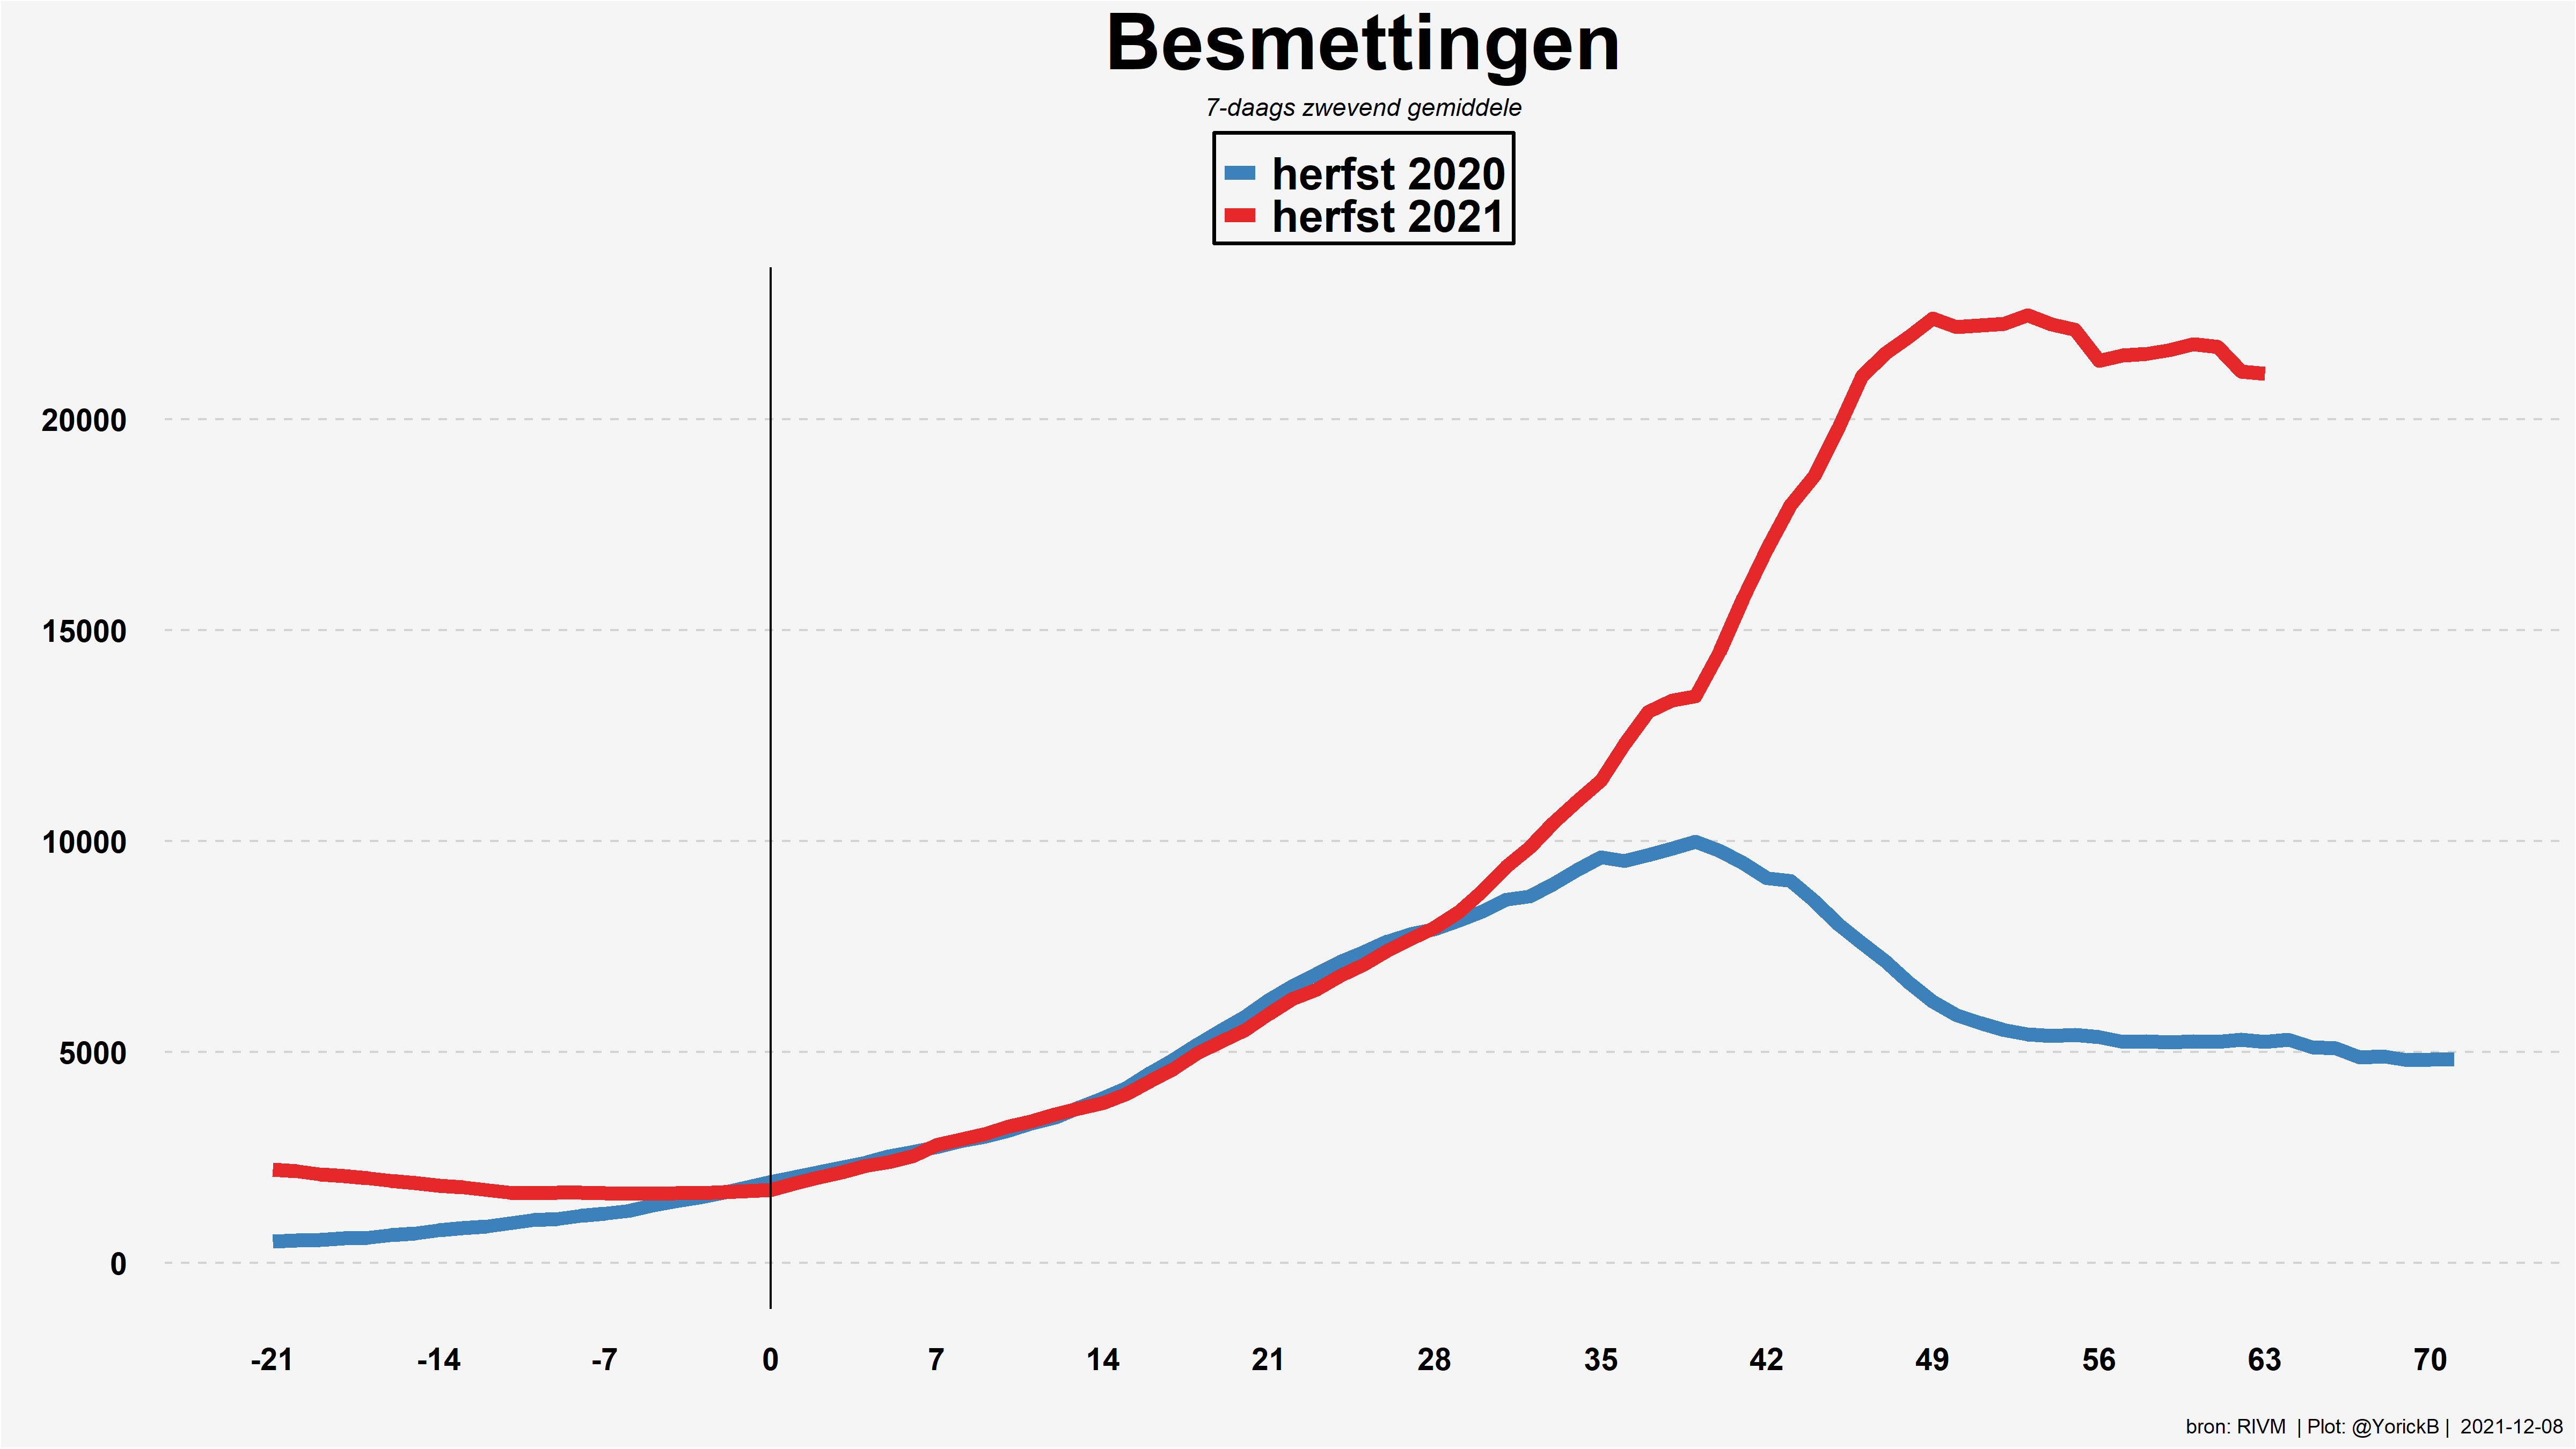 Besmettingen
7-daags zwevend gemiddele
herfst 2020
herfst 2021
20000
15000
10000
5000
0
-21 -14 -7 0 7 14 21 28 35 42 49 56 63 70
bron: RIVM | Plot: @YorickB | 2021-12-08